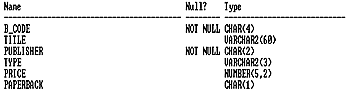 Name Null? Type
B_CODE NOT NULL CHAR(4)
TITLE VARCHAR2(60)
PUBLISHER NOT NULL CHAR(2)
TYPE VARCHAR2(3)
PRICE NUMBER(5,2)
PAPERBACK CHAR(1)